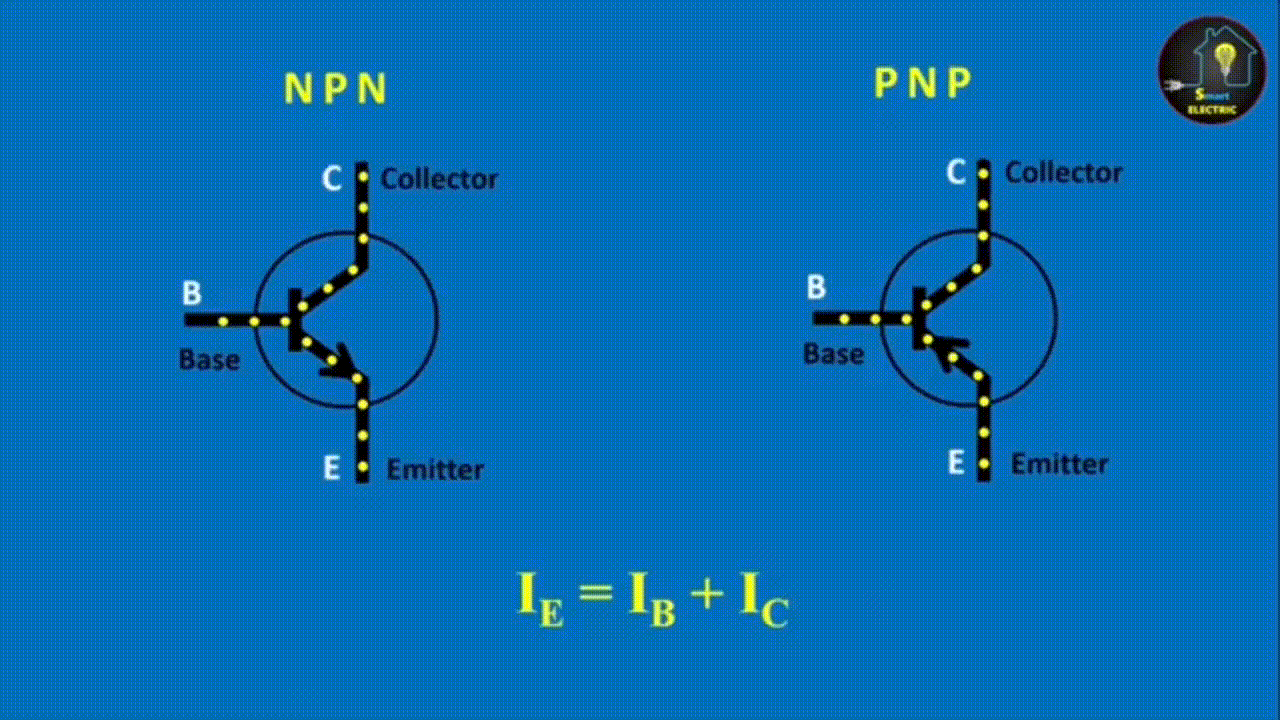 NPN
PNP
Smart
ELECTRIC
C Collector
C Collector
B
Base
B
Base
E Emitter
E Emitter
I_E = I_B + I_C